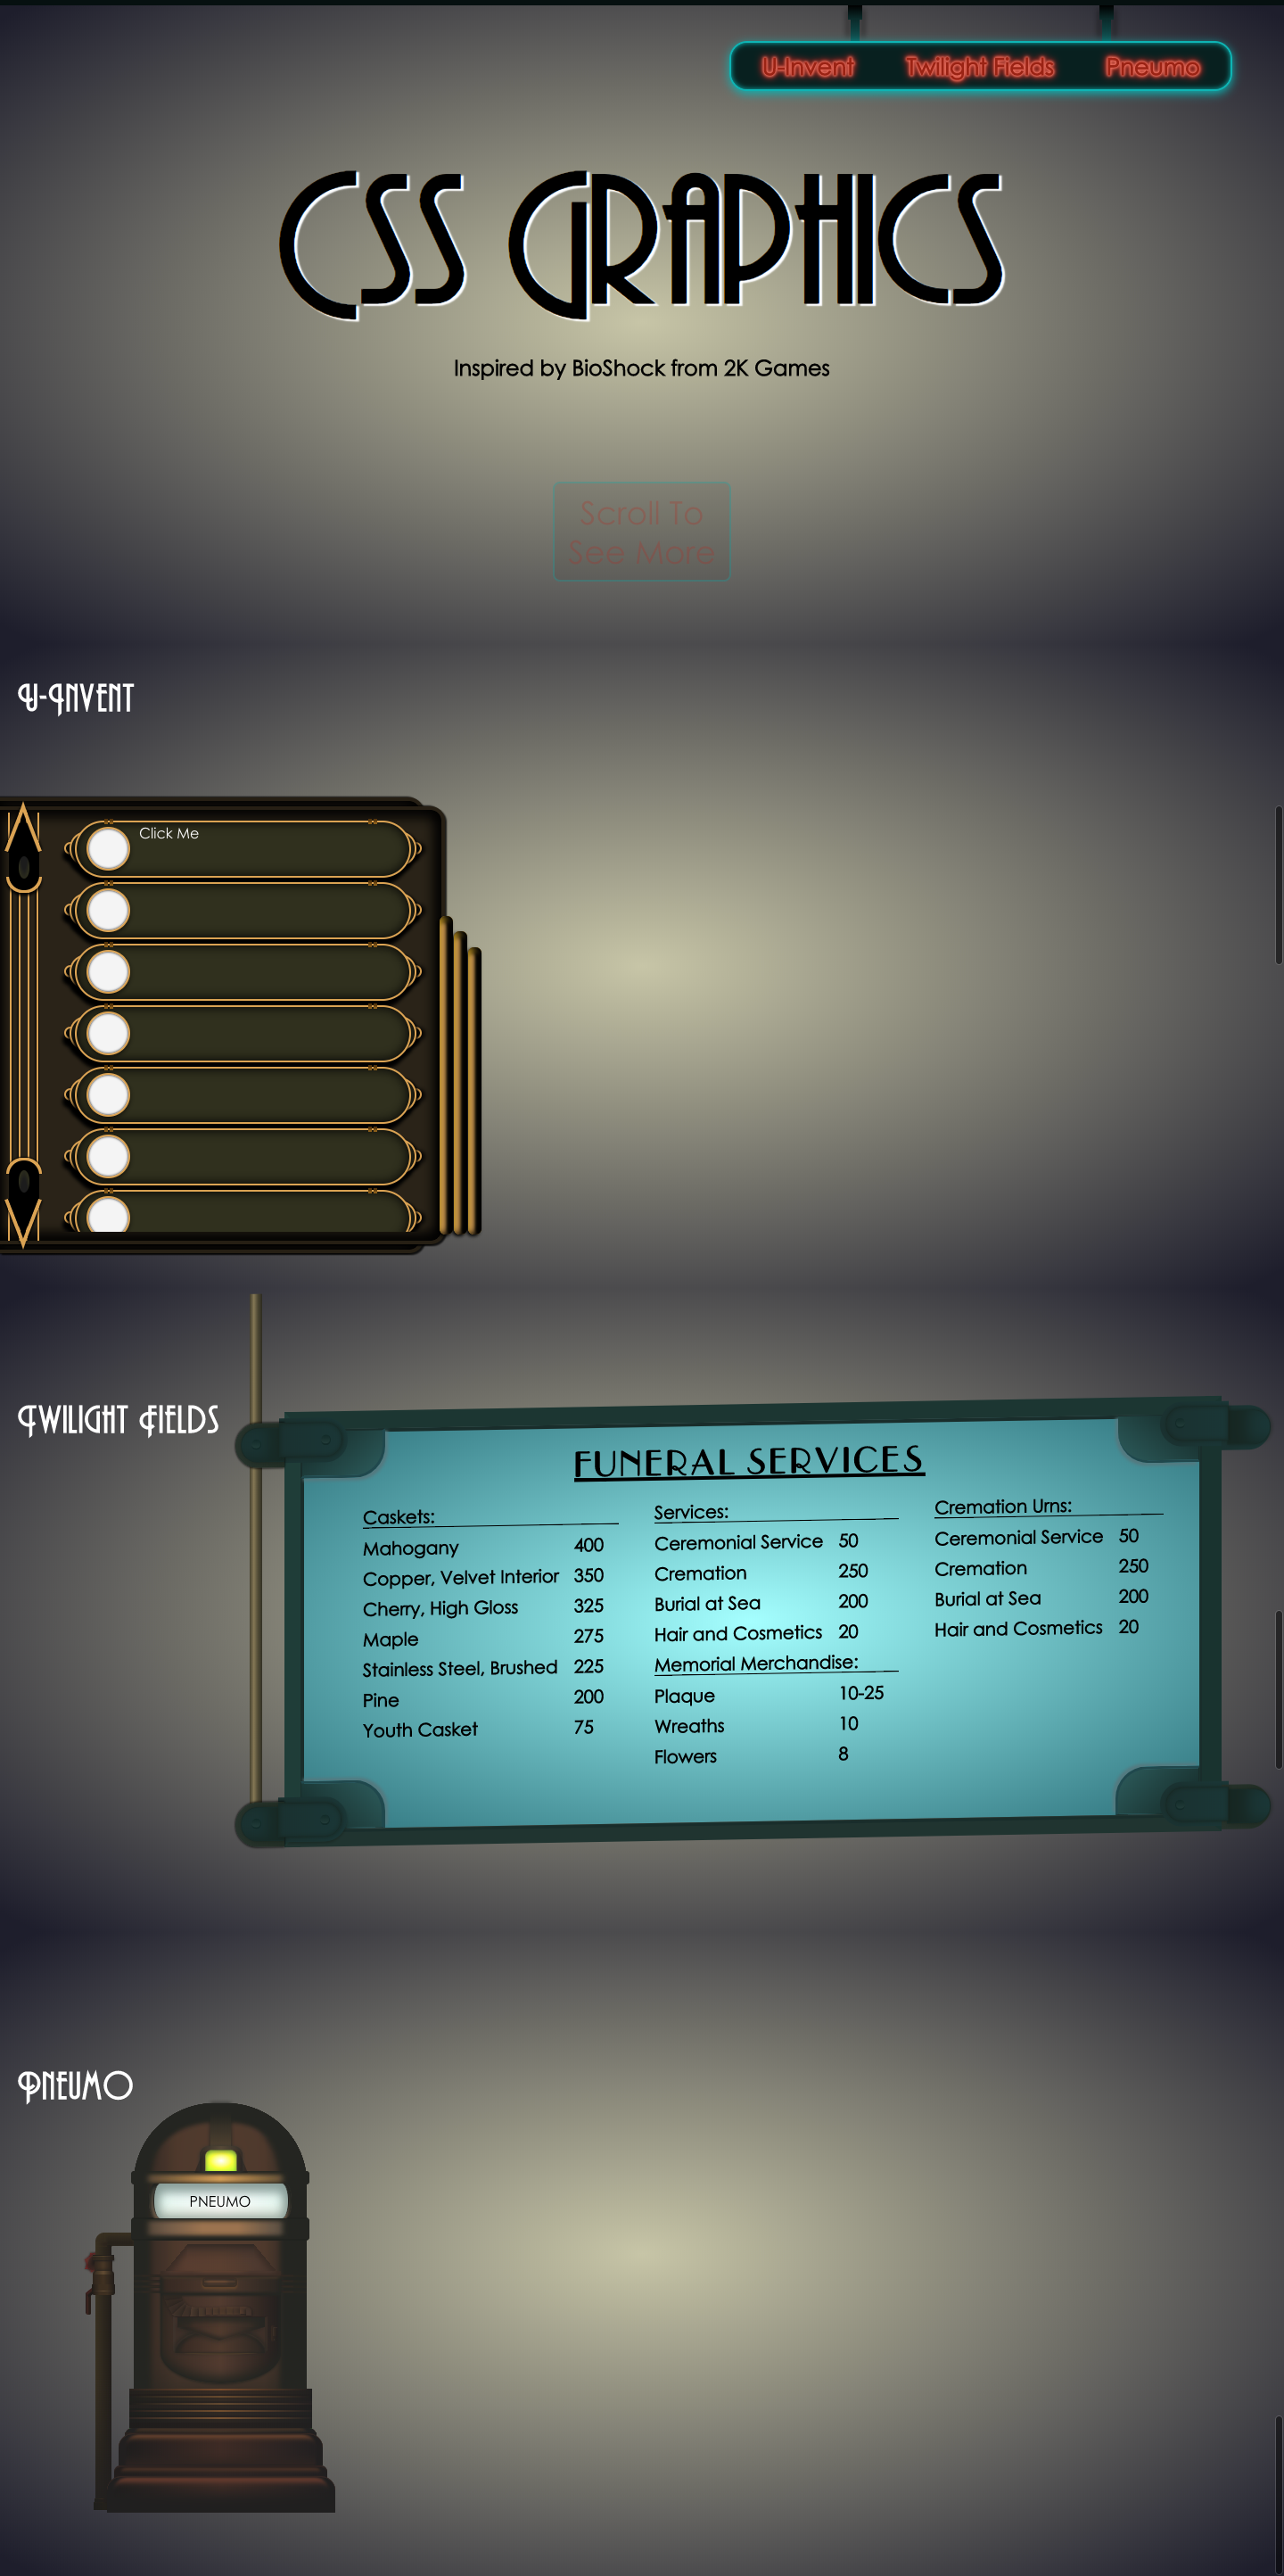 U-Invent Twilight Fields Pneumo
CSS GRAPHICS
Inspired by BioShock from 2K Games
Scroll To
See More
U-INVENT
Click Me
TWILIGHT FIELDS
FUNERAL SERVICES
Caskets:
Mahogany 400
Copper, Velvet Interior 350
Cherry, High Gloss 325
Maple 275
Stainless Steel, Brushed 225
Pine 200
Youth Casket 75
Services:
Ceremonial Service 50
Cremation 250
Burial at Sea 200
Hair and Cosmetics 20
Memorial Merchandise:
Plaque 10-25
Wreaths 10
Flowers 8
Cremation Urns:
Ceremonial Service 50
Cremation 250
Burial at Sea 200
Hair and Cosmetics 20
PNEUMO
PNEUMO